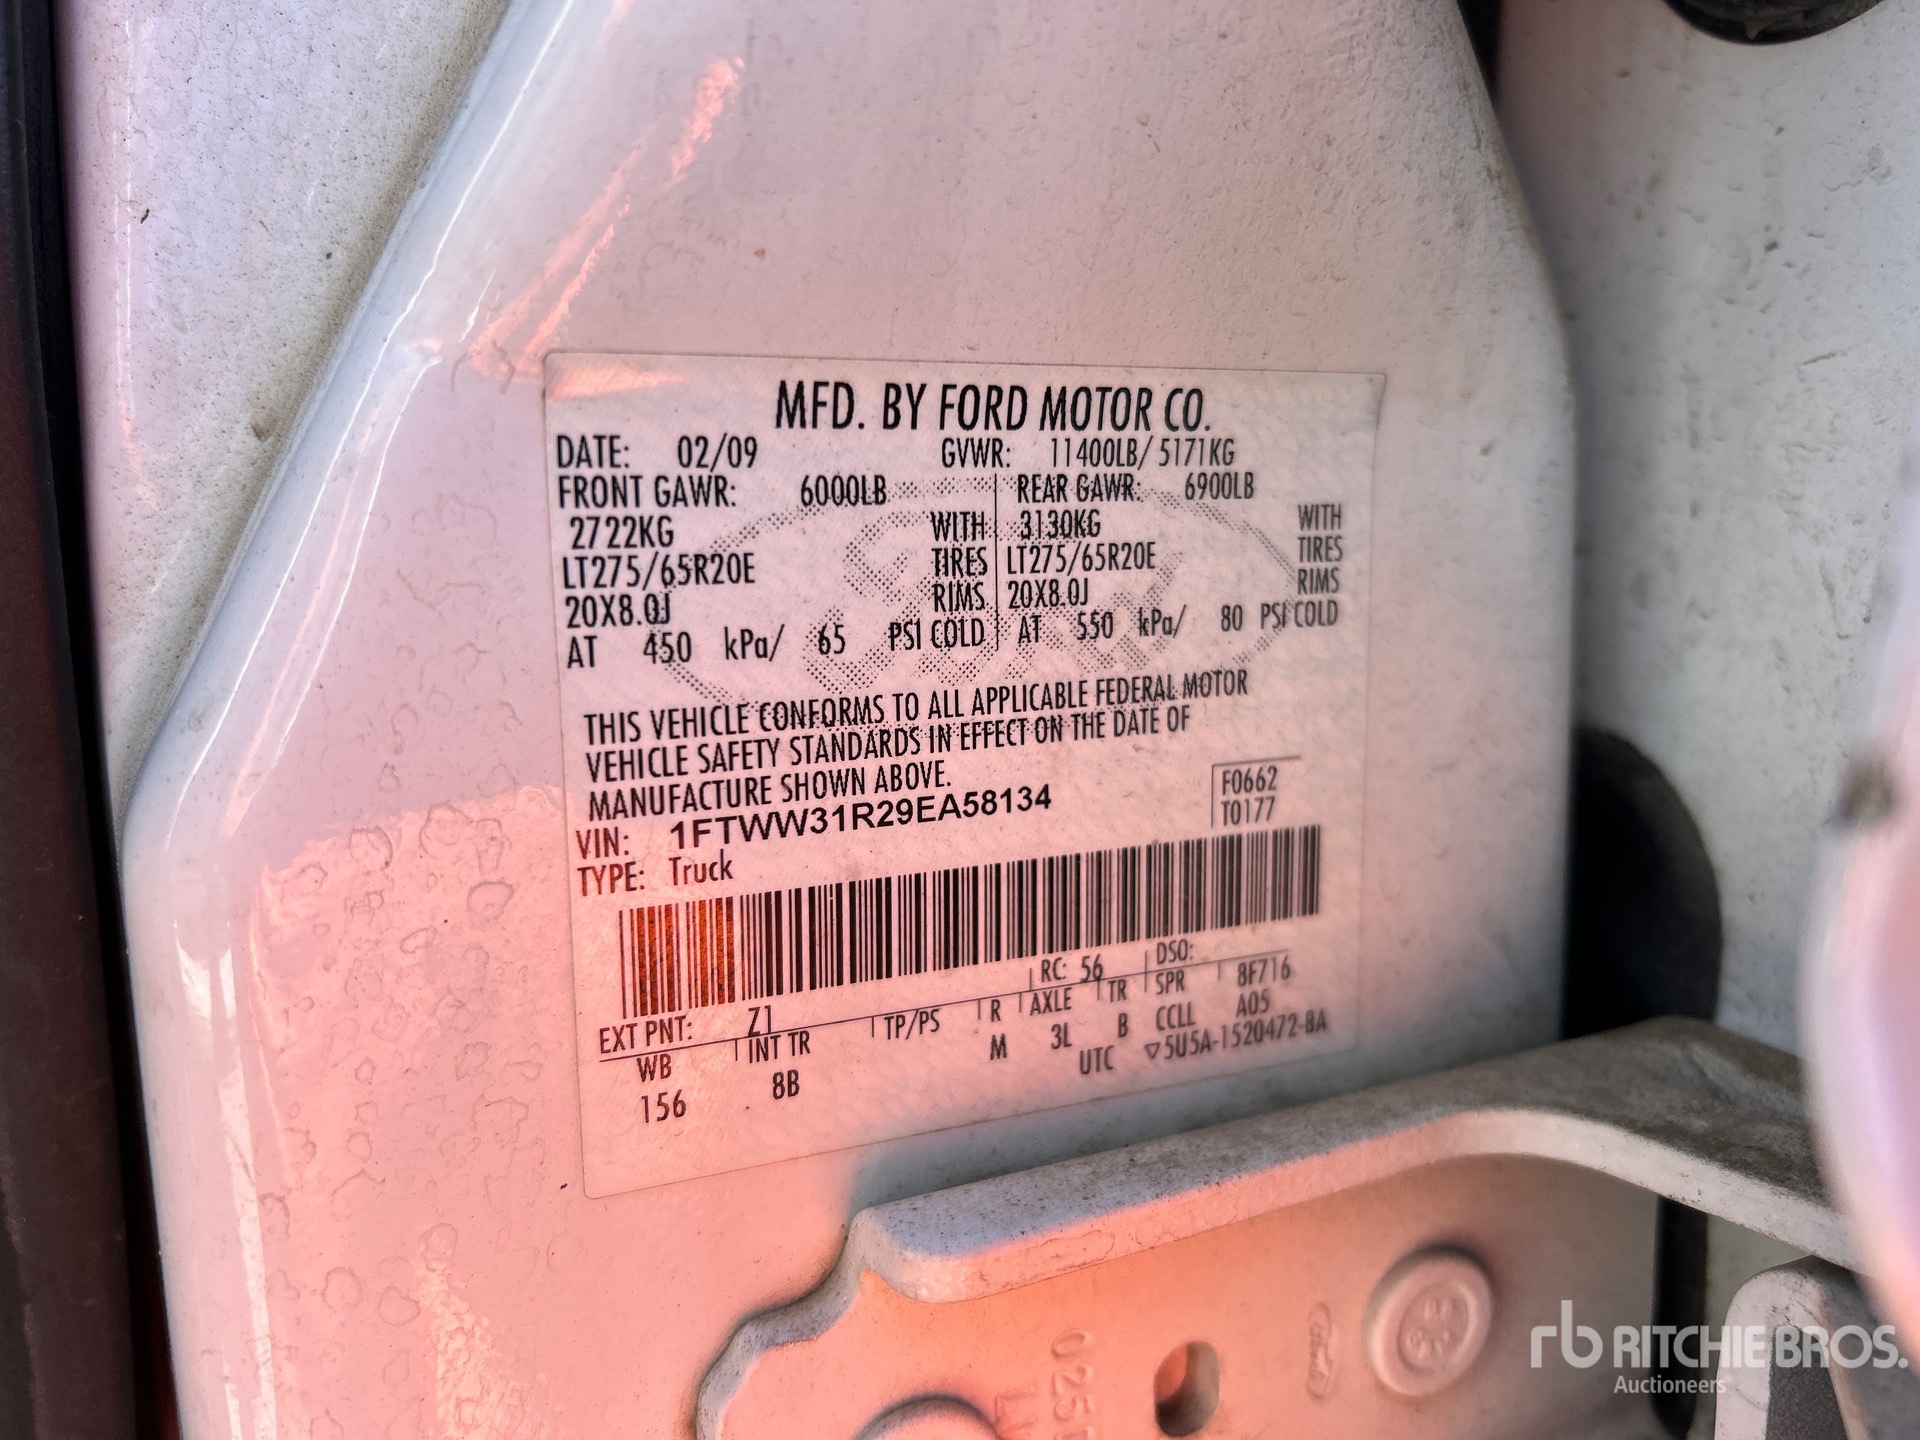 MFD. BY FORD MOTOR CO.
DATE: 02/09 GVWR: 11400LB/ 5171KG
FRONT GAWR: 6000LB REAR GAWR: 6900LB
2722KG WITH 3130KG WITH
LT275/65R20E TIRES LT275/65R20E TIRES
20X8.0J RIMS 20X8.0J RIMS
AT 450 kPa/ 65 PSI COLD AT 550 kPa/ 80 PSI COLD
THIS VEHICLE CONFORMS TO ALL APPLICABLE FEDERAL MOTOR
VEHICLE SAFETY STANDARDS IN EFFECT ON THE DATE OF
MANUFACTURE SHOWN ABOVE.
F0662
VIN: 1FTWW31R29EA58134
T0177
TYPE: Truck
RC: 56 DSO:
EXT PNT: Z1
WB INT TR TP/PS R AXLE TR SPR 8F716
156 8B M 3L B CCLL A05
UTC ▽5U5A-1520472-BA
rb RITCHIE BROS.
Auctioneers